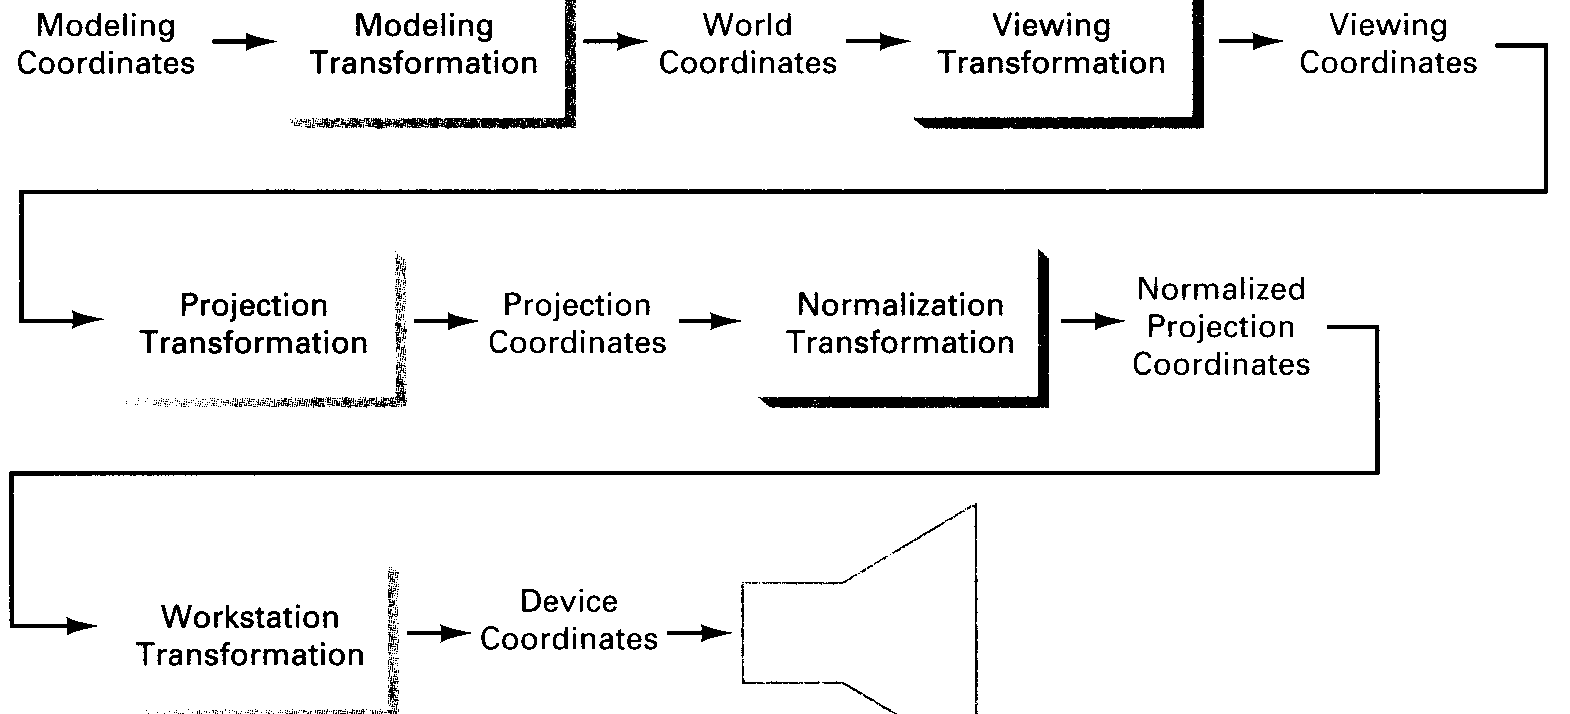 Modeling
Coordinates
Modeling
Transformation
World
Coordinates
Viewing
Transformation
Viewing
Coordinates
Projection
Transformation
Projection
Coordinates
Normalization
Transformation
Normalized
Projection
Coordinates
Workstation
Transformation
Device
Coordinates